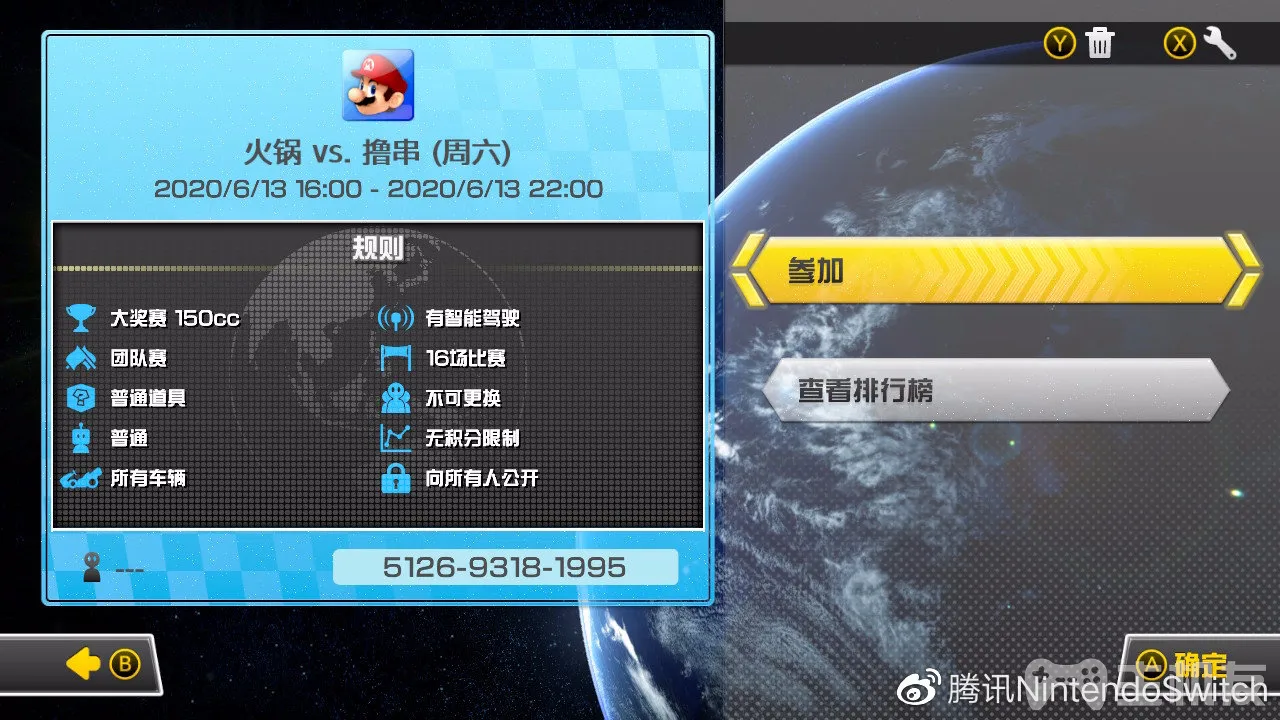 Y
X
火锅 vs. 撸串 (周六)
2020/6/13 16:00 - 2020/6/13 22:00
规则
大奖赛 150cc
有智能驾驶
团队赛
16场比赛
普通道具
不可更换
普通
无积分限制
所有车辆
向所有人公开
---
5126-9318-1995
参加
查看排行榜
B
A 确定
腾讯NintendoSwitch